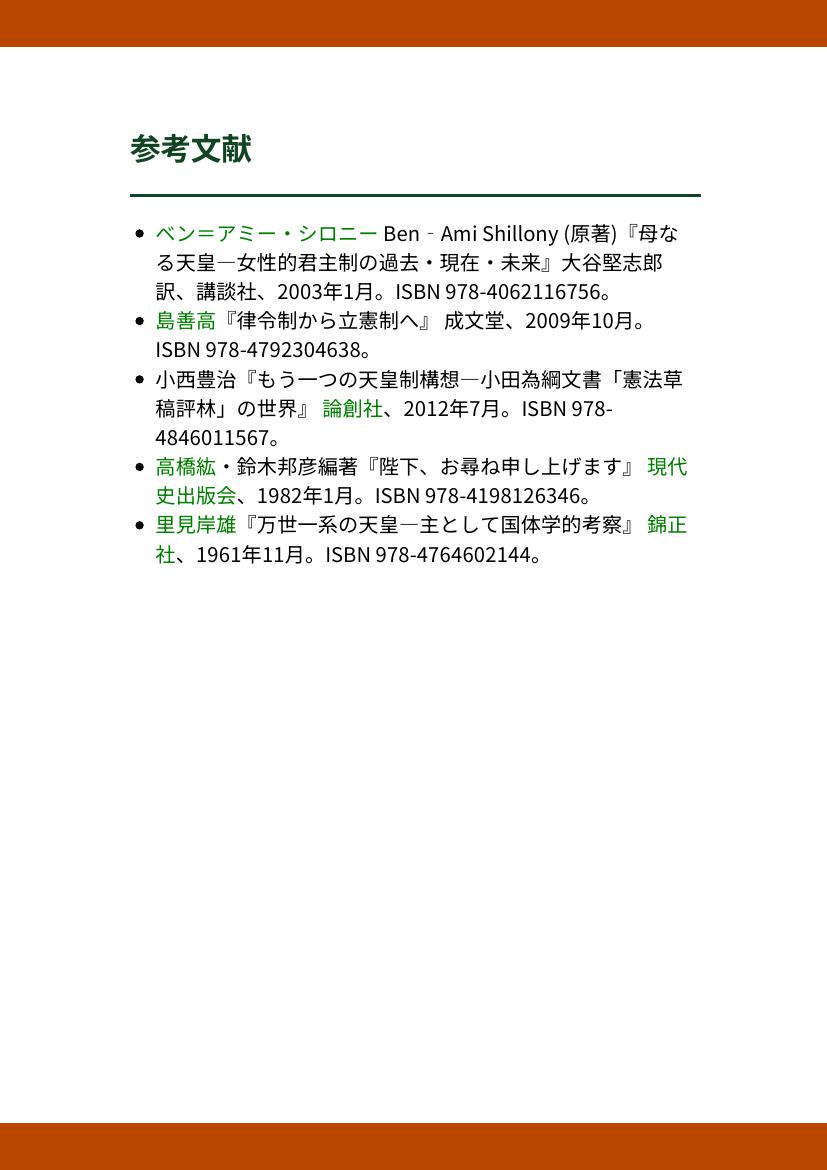 参考文献
ベン＝アミー・シロニー Ben‐Ami Shillony (原著)『母な
る天皇―女性的君主制の過去・現在・未来』大谷堅志郎
訳、講談社、2003年1月。ISBN 978-4062116756。
島善高『律令制から立憲制へ』 成文堂、2009年10月。
ISBN 978-4792304638。
小西豊治『もう一つの天皇制構想―小田為綱文書「憲法草
稿評林」の世界』 論創社、2012年7月。ISBN 978-
4846011567。
高橋紘・鈴木邦彦編著『陛下、お尋ね申し上げます』 現代
史出版会、1982年1月。ISBN 978-4198126346。
里見岸雄『万世一系の天皇―主として国体学的考察』 錦正
社、1961年11月。ISBN 978-4764602144。